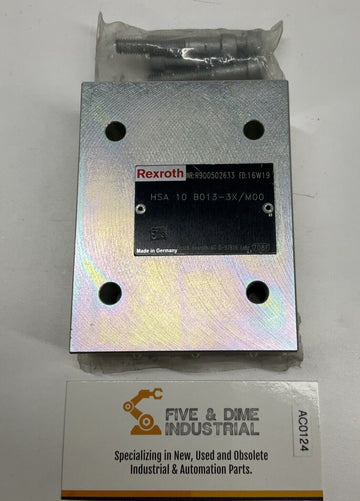 Rexroth MNR:R900502633 FD:16W19
HSA 10 B013-3X/M00
Made in Germany
FIVE & DIME
INDUSTRIAL
Specializing in New, Used and Obsolete
Industrial & Automation Parts.
AC0124